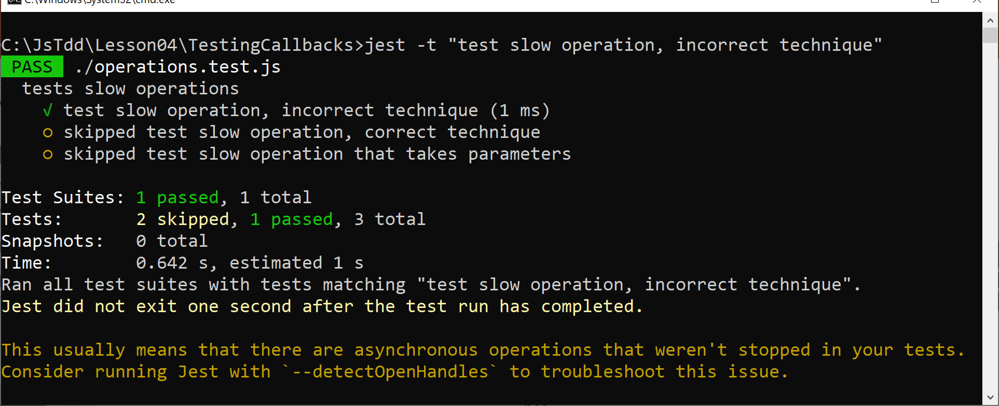 C:\Windows\System32\cmd.exe
C:\JsTdd\Lesson04\TestingCallbacks>jest -t "test slow operation, incorrect technique"
PASS ./operations.test.js
tests slow operations
√ test slow operation, incorrect technique (1 ms)
○ skipped test slow operation, correct technique
○ skipped test slow operation that takes parameters
Test Suites: 1 passed, 1 total
Tests: 2 skipped, 1 passed, 3 total
Snapshots: 0 total
Time: 0.642 s, estimated 1 s
Ran all test suites with tests matching "test slow operation, incorrect technique".
Jest did not exit one second after the test run has completed.
This usually means that there are asynchronous operations that weren't stopped in your tests.
Consider running Jest with `--detectOpenHandles` to troubleshoot this issue.